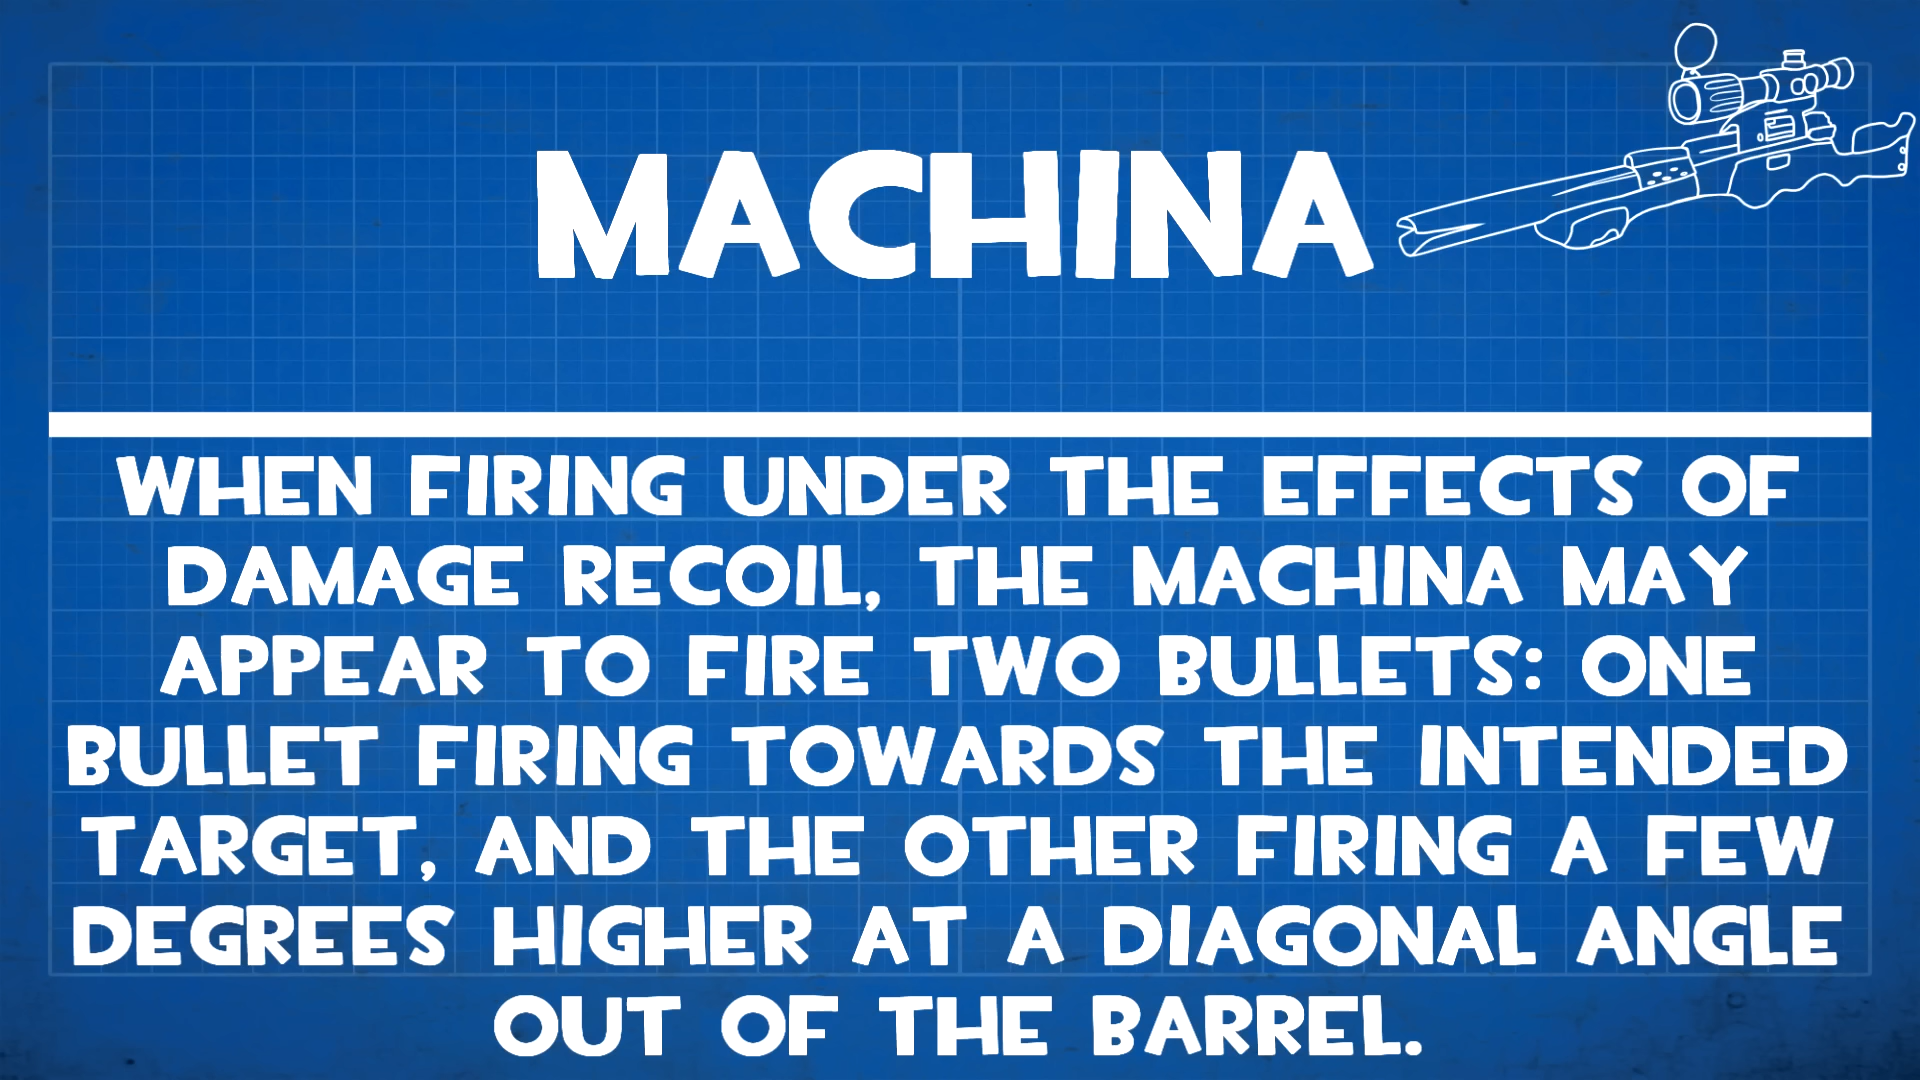 MACHINA
WHEN FIRING UNDER THE EFFECTS OF
DAMAGE RECOIL, THE MACHINA MAY
APPEAR TO FIRE TWO BULLETS: ONE
BULLET FIRING TOWARDS THE INTENDED
TARGET, AND THE OTHER FIRING A FEW
DEGREES HIGHER AT A DIAGONAL ANGLE
OUT OF THE BARREL.